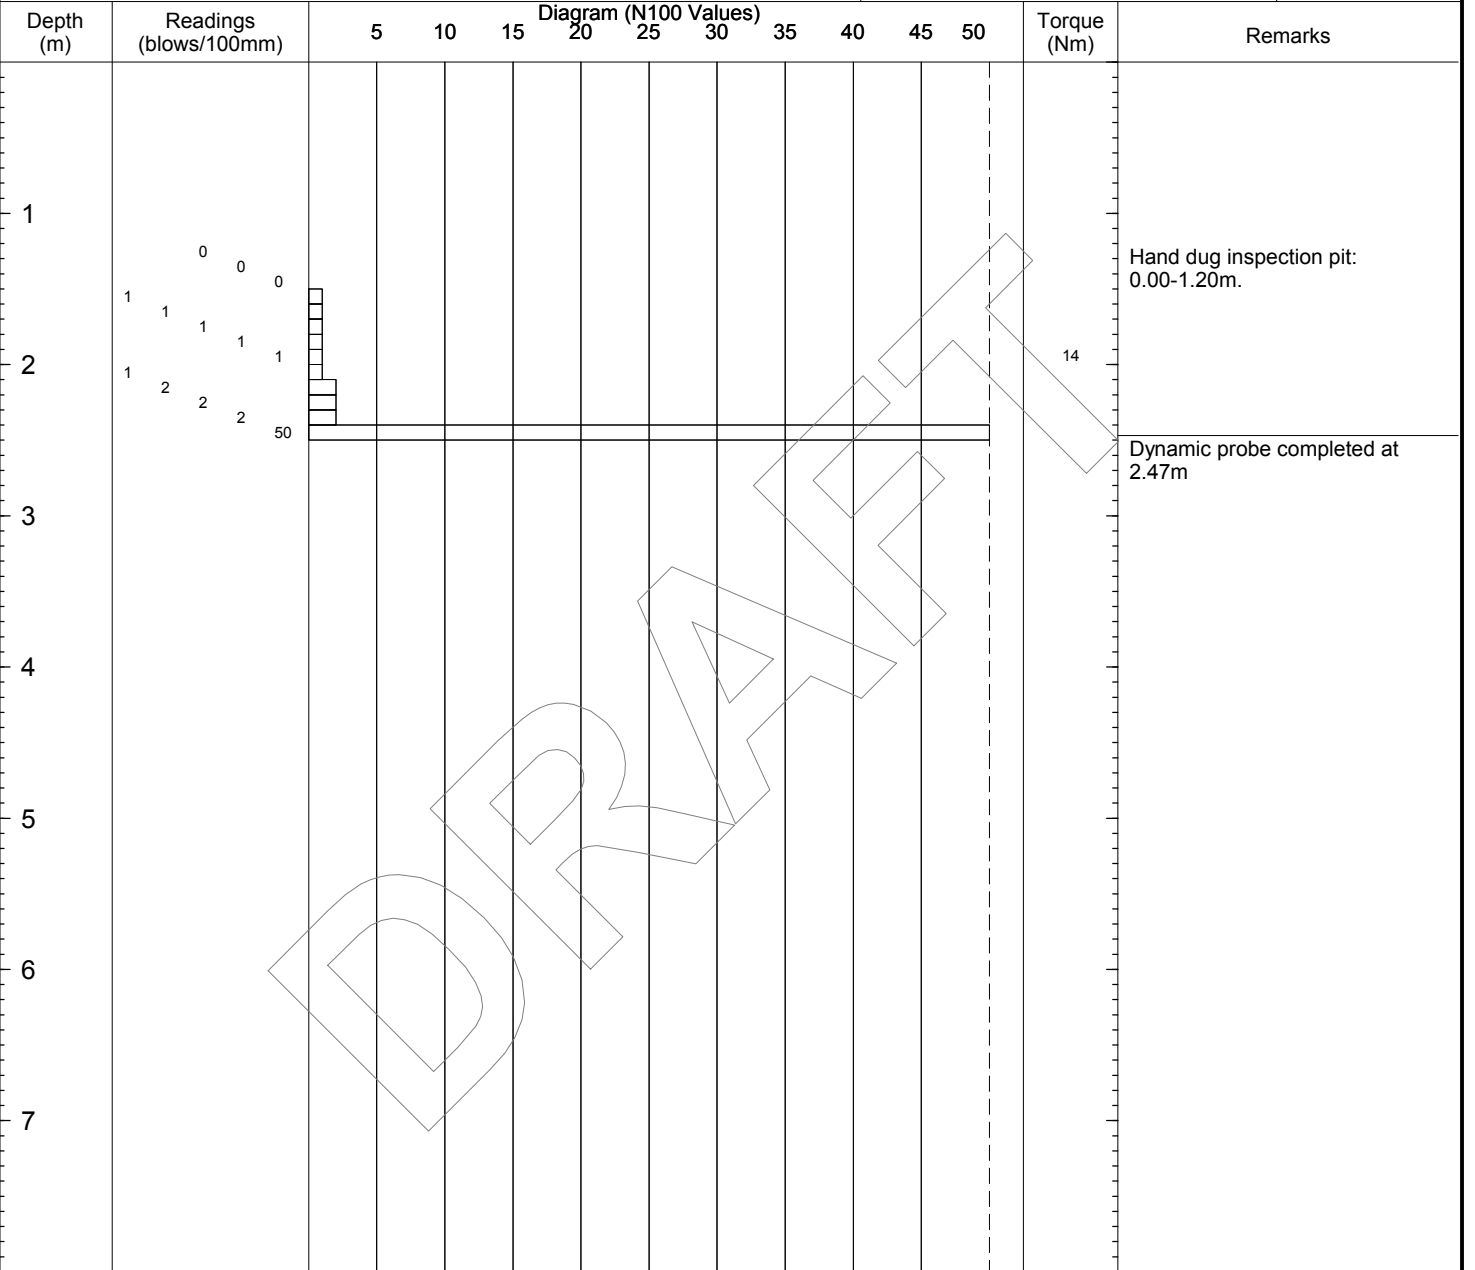 Depth
(m)
Readings
(blows/100mm)
Diagram (N100 Values)
5 10 15 20 25 30 35 40 45 50
Torque
(Nm)
Remarks
1
0
0
0
Hand dug inspection pit:
0.00-1.20m.
1
1
1
1
1
14
2
1
2
2
2
50
Dynamic probe completed at
2.47m
3
4
5
6
7
DRAFT